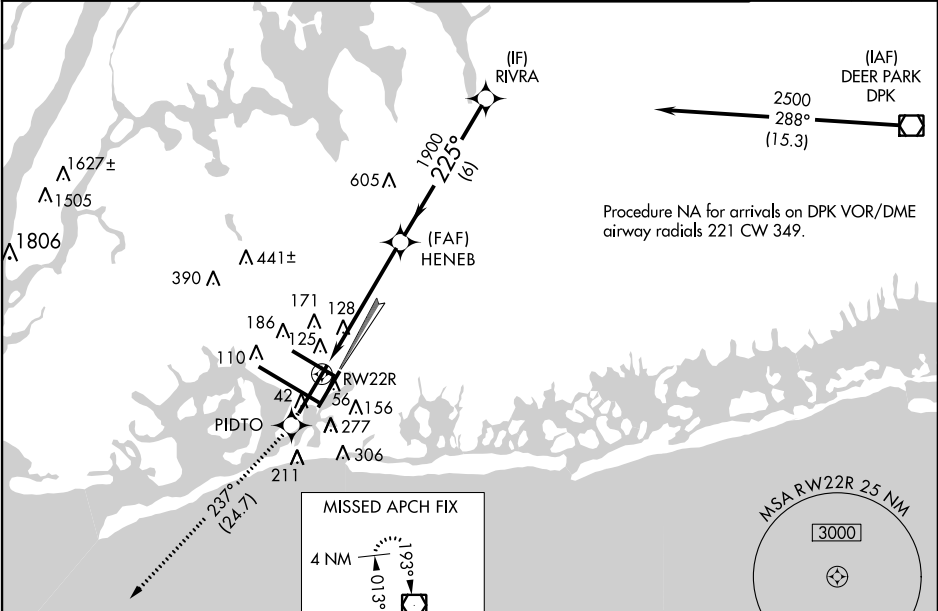 (IF)
RIVRA
(IAF)
DEER PARK
DPK
2500
288°
(15.3)
1900
225°
(6)
1627±
1505
605
Procedure NA for arrivals on DPK VOR/DME
airway radials 221 CW 349.
1806
(FAF)
HENEB
441±
390
171
128
186
125
110
RW22R
42
56
156
PIDTO
277
306
211
237°
(24.7)
MISSED APCH FIX
4 NM
193°
013°
MSA RW22R 25 NM
3000